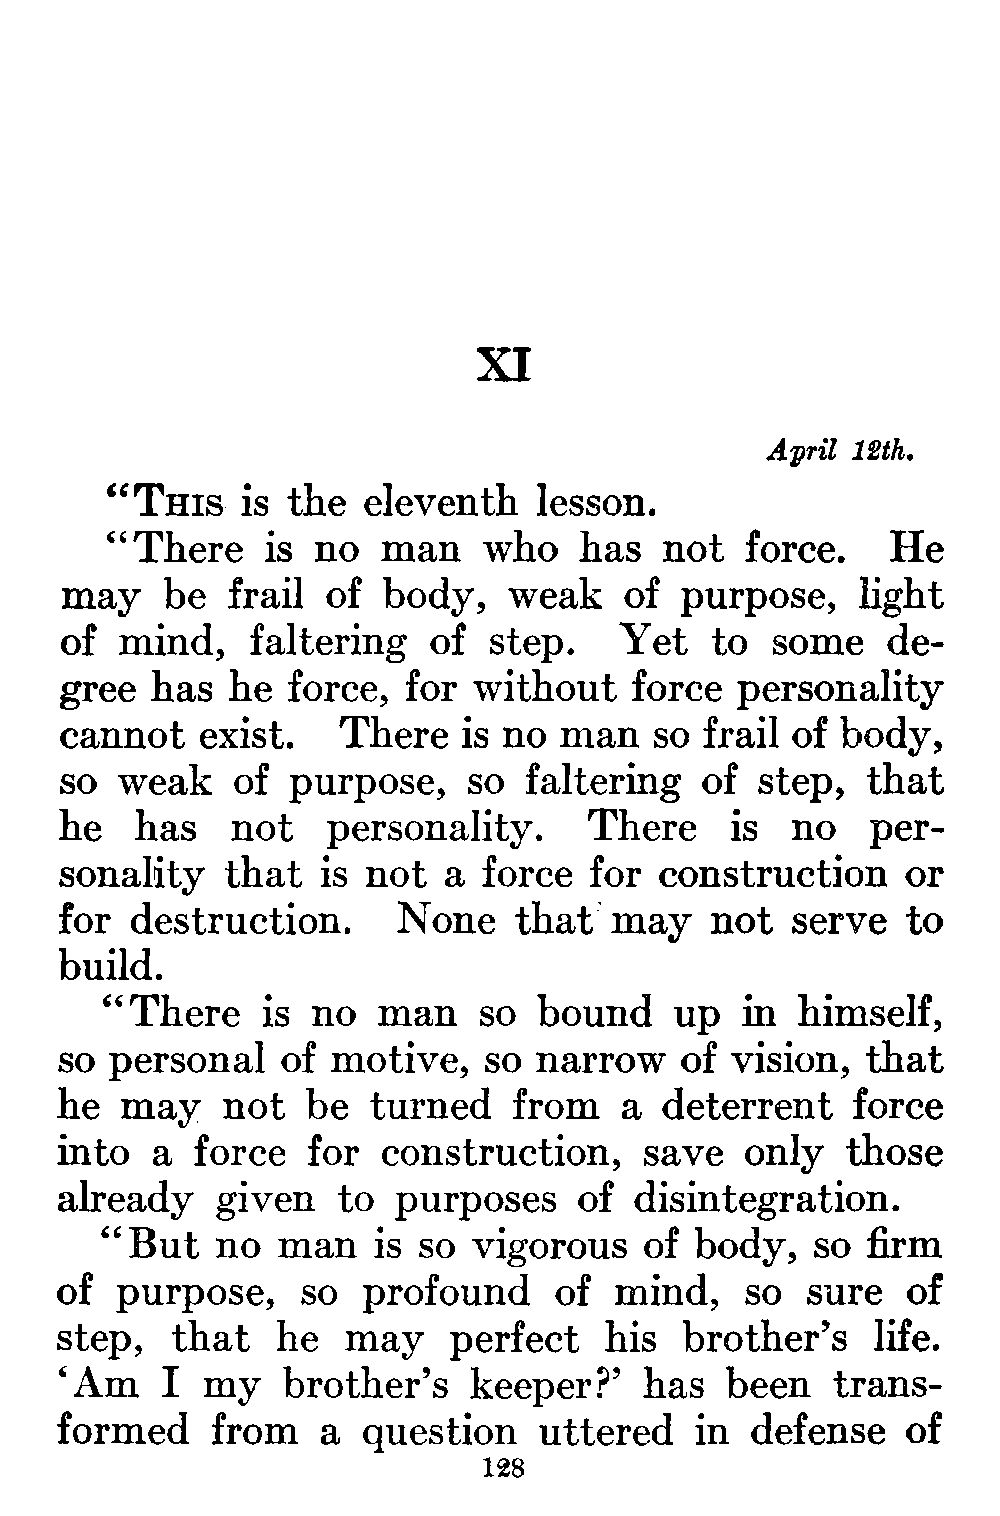 XI
April 12th.
“THIS is the eleventh lesson.
“There is no man who has not force. He
may be frail of body, weak of purpose, light
of mind, faltering of step. Yet to some de-
gree has he force, for without force personality
cannot exist. There is no man so frail of body,
so weak of purpose, so faltering of step, that
he has not personality. There is no per-
sonality that is not a force for construction or
for destruction. None that may not serve to
build.
“There is no man so bound up in himself,
so personal of motive, so narrow of vision, that
he may not be turned from a deterrent force
into a force for construction, save only those
already given to purposes of disintegration.
“But no man is so vigorous of body, so firm
of purpose, so profound of mind, so sure of
step, that he may perfect his brother’s life.
‘Am I my brother’s keeper?’ has been trans-
formed from a question uttered in defense of
128